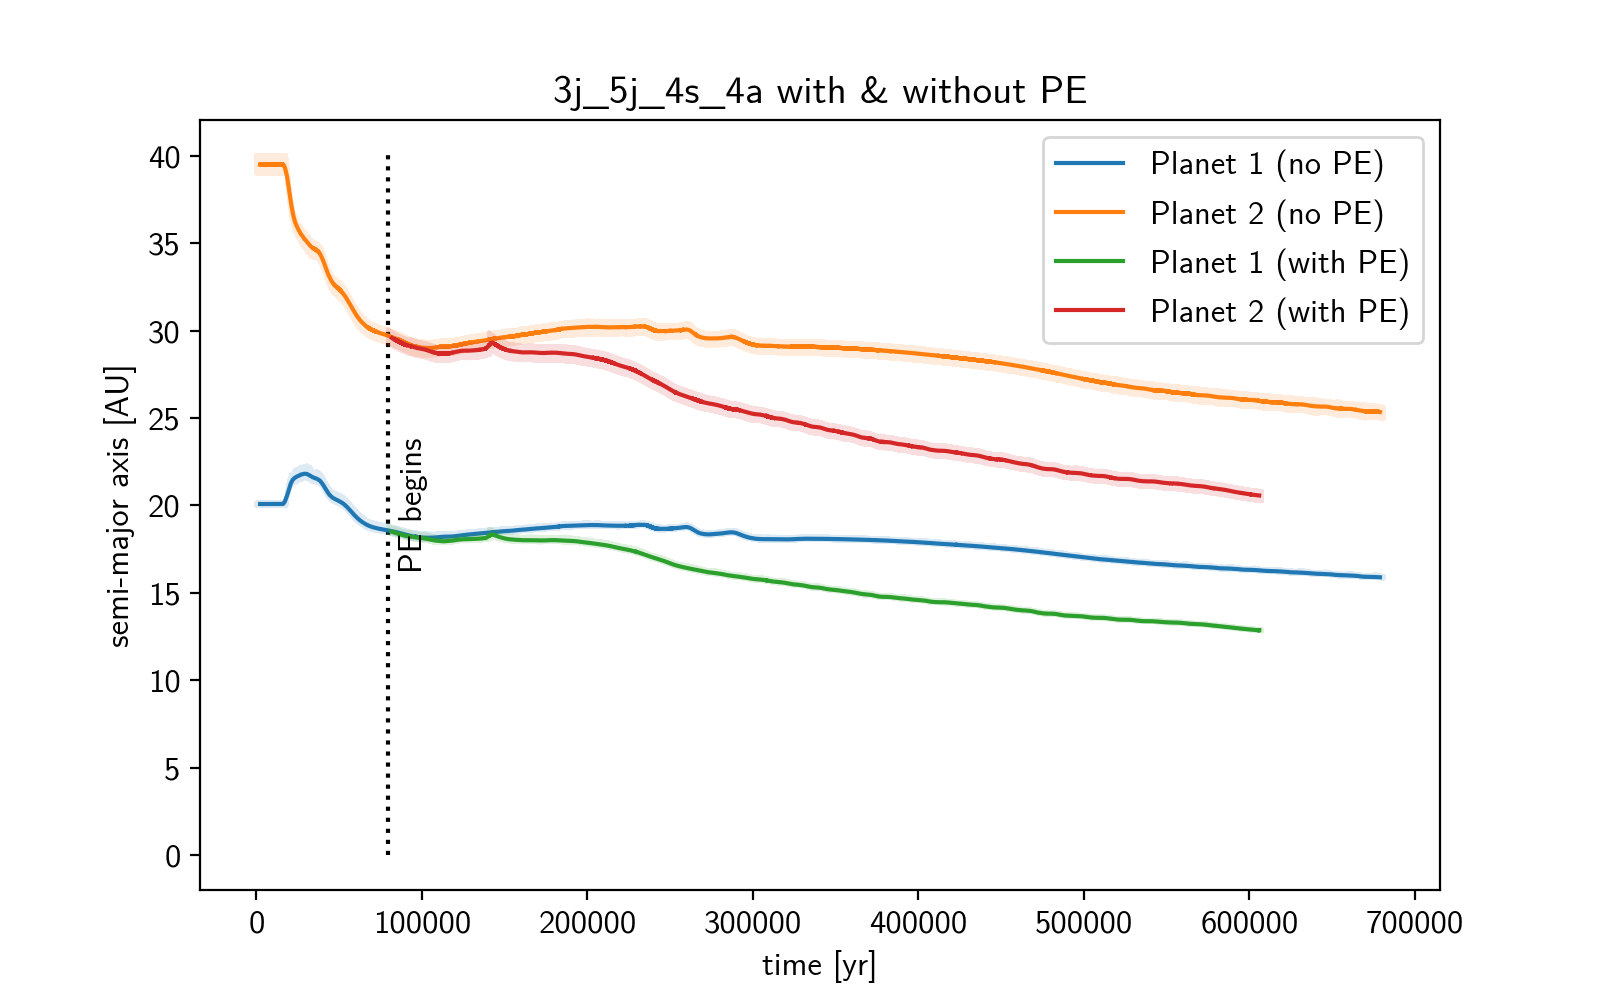 3j_5j_4s_4a with & without PE
Planet 1 (no PE)
Planet 2 (no PE)
Planet 1 (with PE)
Planet 2 (with PE)
semi-major axis [AU]
40
35
30
25
20
15
10
5
0
PE begins
0
100000
200000
300000
400000
500000
600000
700000
time [yr]